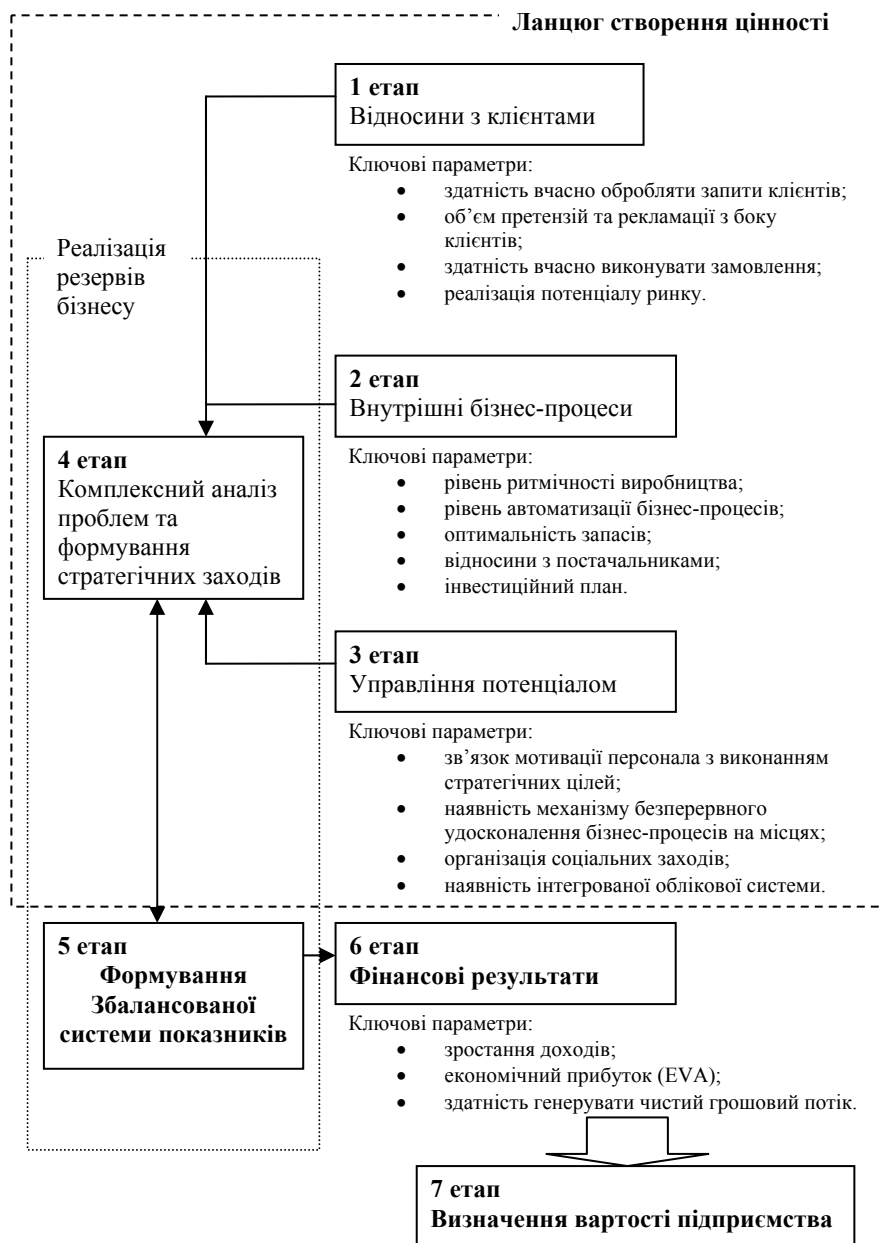 Ланцюг створення цінності
1 етап
Відносини з клієнтами
Ключові параметри:
• здатність вчасно обробляти запити клієнтів;
• об’єм претензій та рекламації з боку
клієнтів;
• здатність вчасно виконувати замовлення;
• реалізація потенціалу ринку.
Реалізація
резервів
бізнесу
2 етап
Внутрішні бізнес-процеси
Ключові параметри:
• рівень ритмічності виробництва;
• рівень автоматизації бізнес-процесів;
• оптимальність запасів;
• відносини з постачальниками;
• інвестиційний план.
4 етап
Комплексний аналіз
проблем та
формування
стратегічних заходів
3 етап
Управління потенціалом
Ключові параметри:
• зв’язок мотивації персонала з виконанням
стратегічних цілей;
• наявність механізму безперервного
удосконалення бізнес-процесів на місцях;
• організація соціальних заходів;
• наявність інтегрованої облікової системи.
5 етап
Формування
Збалансованої
системи показників
6 етап
Фінансові результати
Ключові параметри:
• зростання доходів;
• економічний прибуток (EVA);
• здатність генерувати чистий грошовий потік.
7 етап
Визначення вартості підприємства